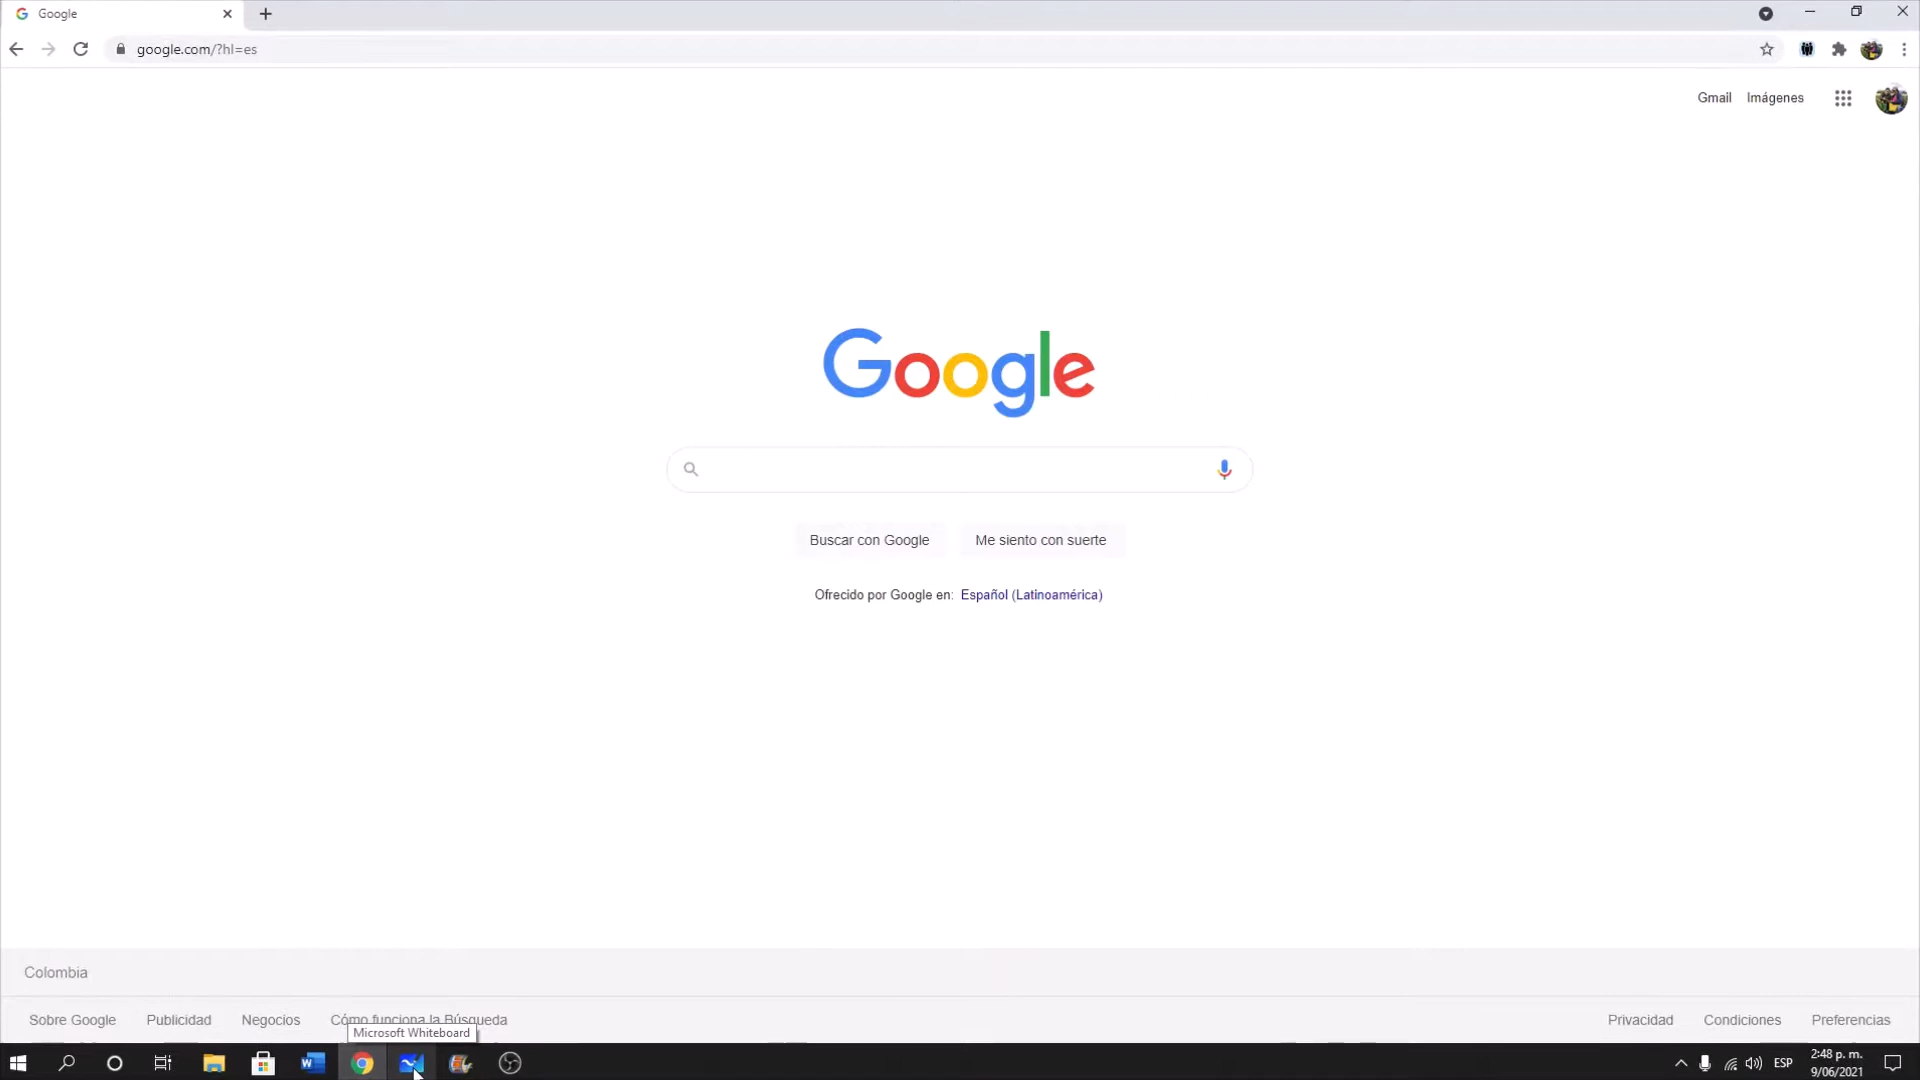 Google
google.com/?hl=es
Gmail
Imágenes
Google
Buscar con Google
Me siento con suerte
Ofrecido por Google en: Español (Latinoamérica)
Colombia
Sobre Google
Publicidad
Negocios
Cómo funciona la Búsqueda
Privacidad
Condiciones
Preferencias
Microsoft Whiteboard
ESP
2:48 p. m.
9/06/2021